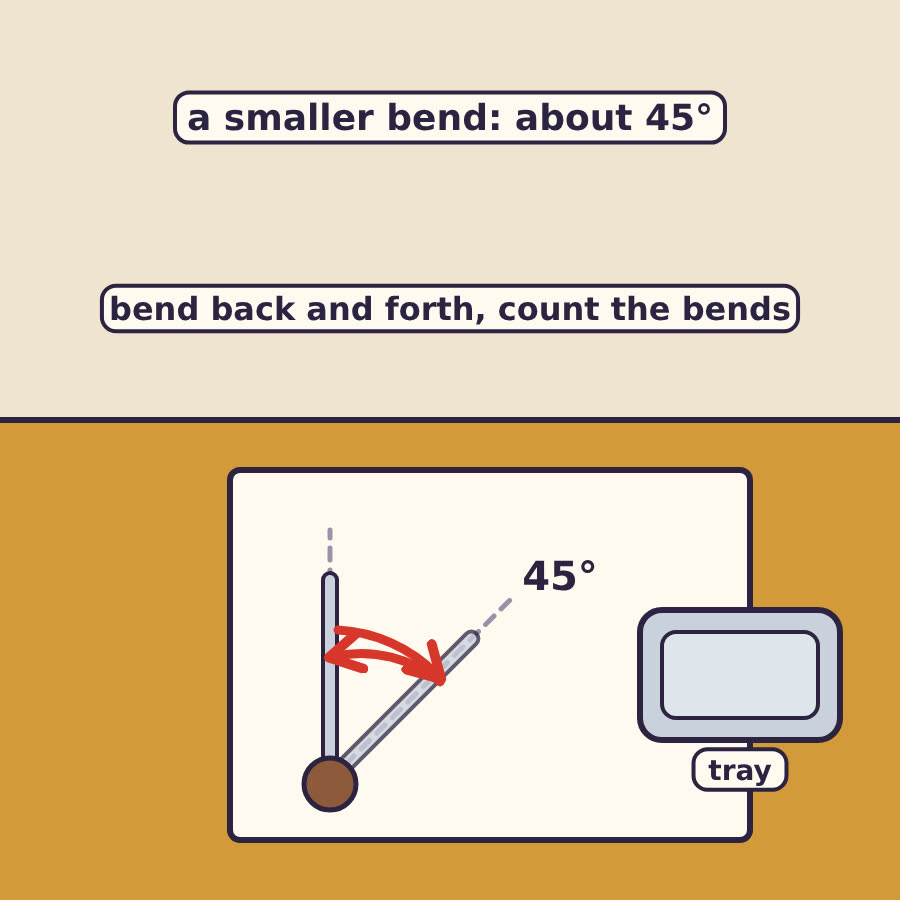 a smaller bend: about 45°
bend back and forth, count the bends
45°
tray